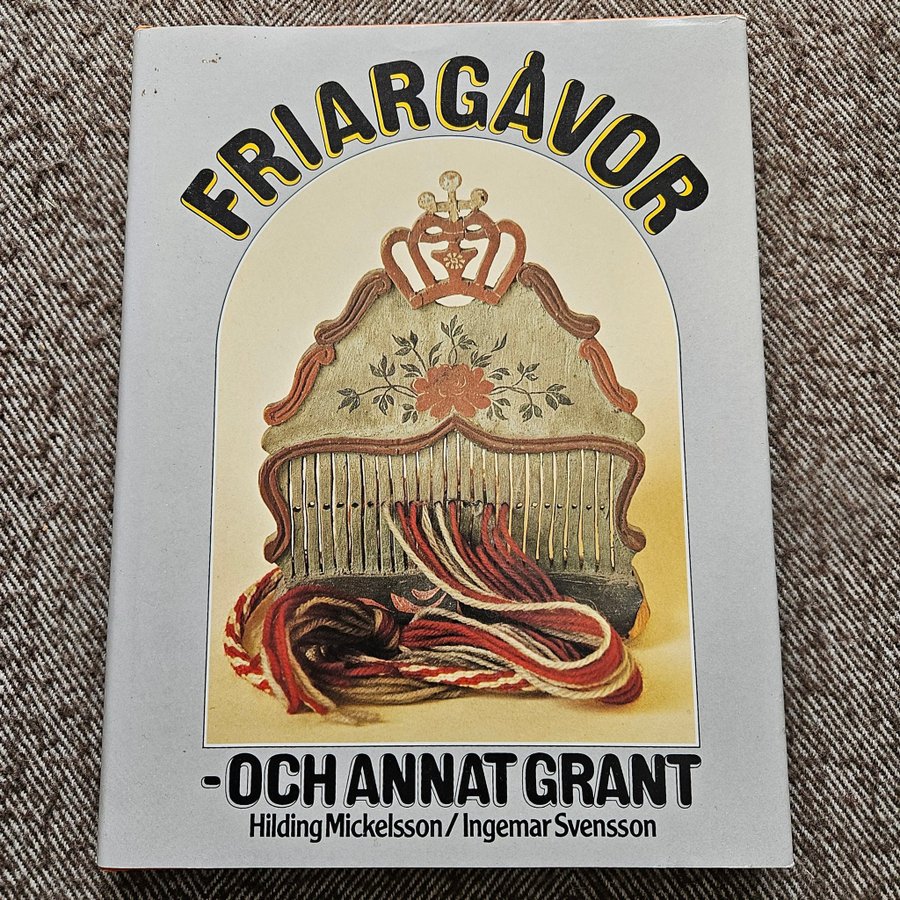 FRIARGÅVOR
-OCH ANNAT GRANT
Hilding Mickelsson/Ingemar Svensson